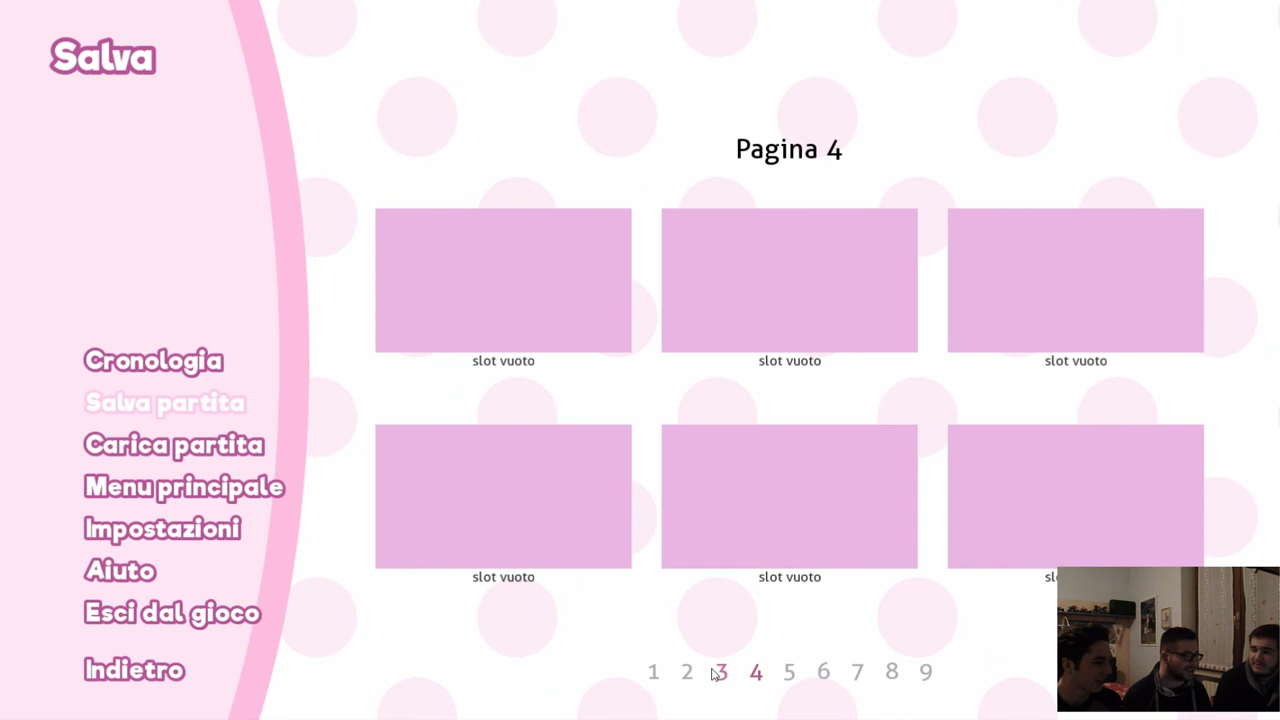 Salva
Pagina 4
slot vuoto slot vuoto slot vuoto
Cronologia
Salva partita
Carica partita
Menu principale
Impostazioni
Aiuto
Esci dal gioco
Indietro
slot vuoto slot vuoto
1 2 3 4 5 6 7 8 9